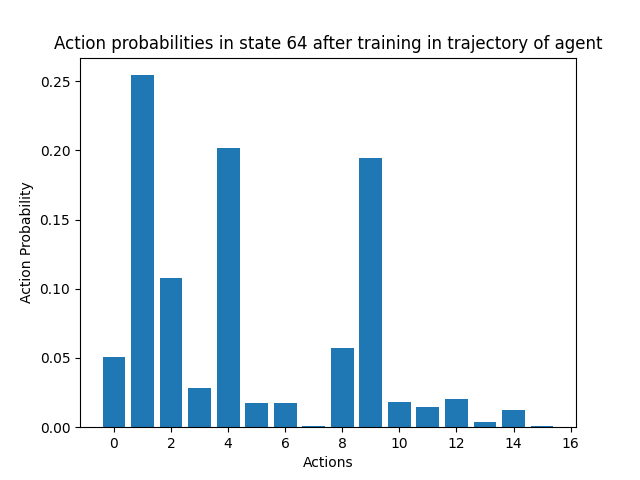 Action probabilities in state 64 after training in trajectory of agent
0.25
0.20
0.15
0.10
0.05
0.00
Action Probability
0 2 4 6 8 10 12 14 16
Actions